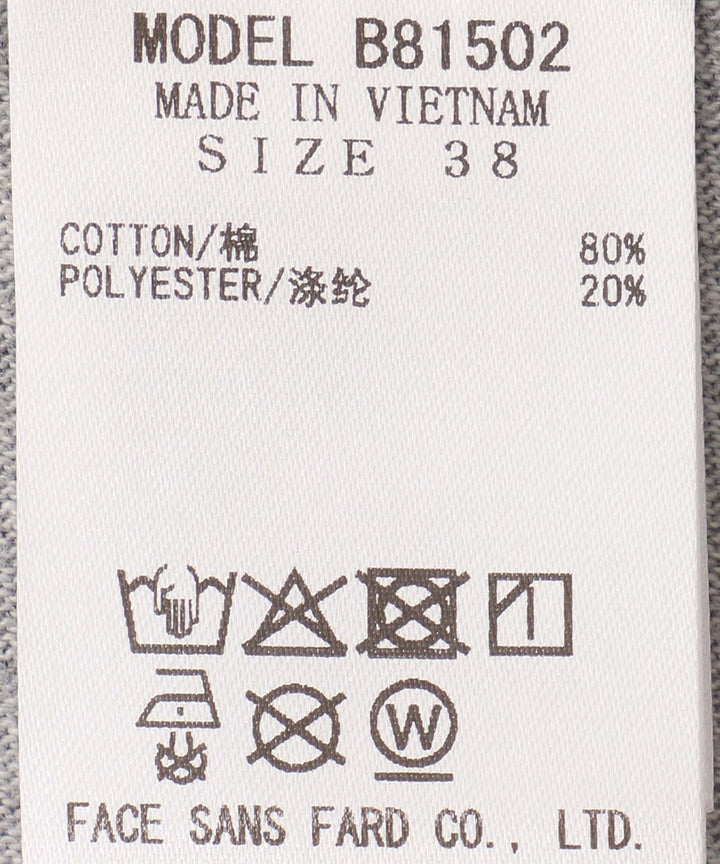 MODEL B81502
MADE IN VIETNAM
SIZE 38
COTTON/棉 80%
POLYESTER/涤纶 20%
W
FACE SANS FARD CO., LTD.